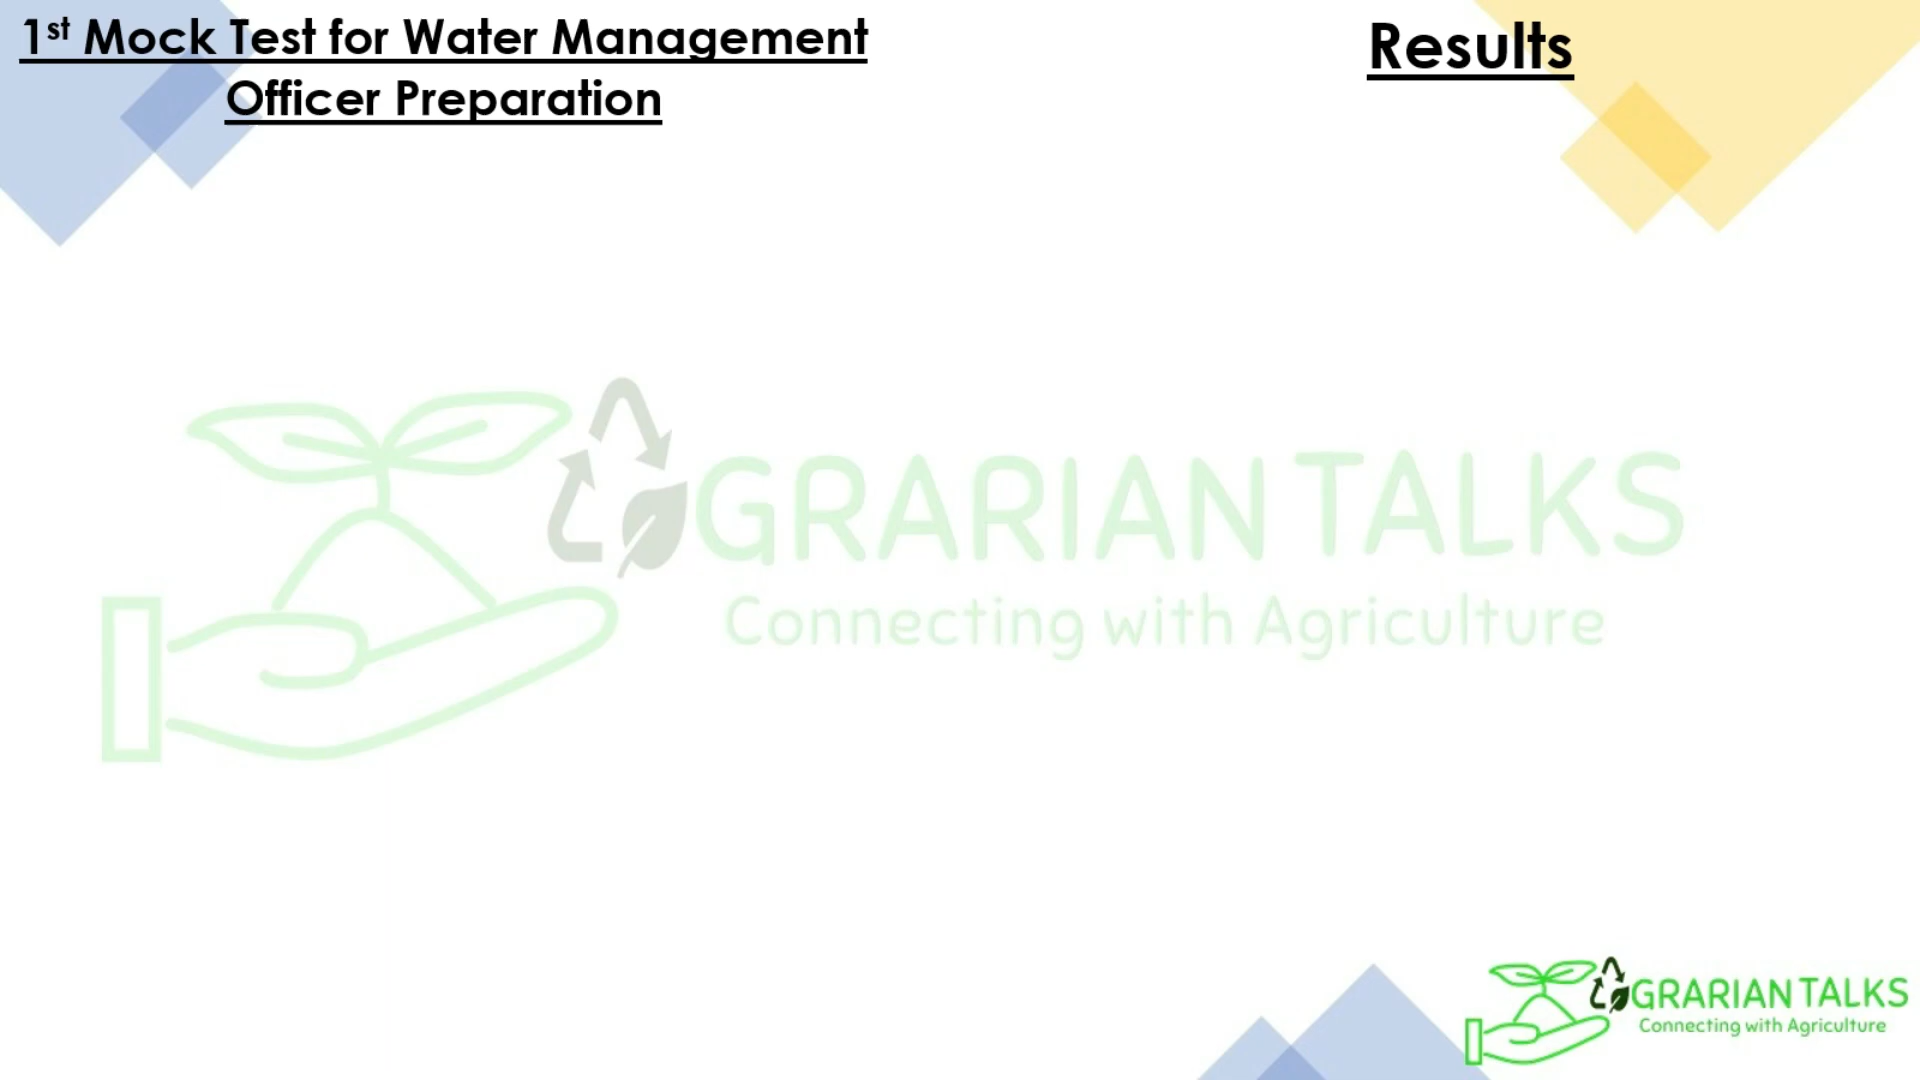 1st Mock Test for Water Management
Officer Preparation
Results
GRARIAN TALKS
Connecting with Agriculture
GRARIAN TALKS
Connecting with Agriculture